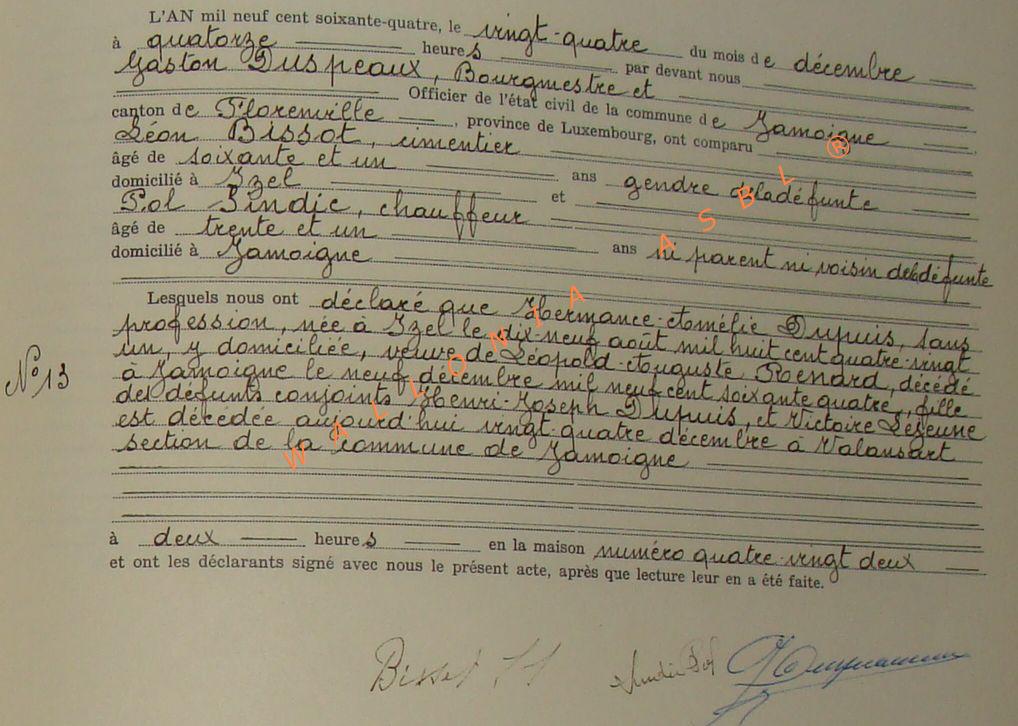 L'AN mil neuf cent soixante-quatre, le vingt-quatre du mois de décembre
à quatorze heures par devant nous
Gaston Duspeaux, Bourgmestre et
Officier de l'état civil de la commune de Jamoigne
canton de Florenville, province de Luxembourg, ont comparu
Léon Bissot, cimentier
âgé de soixante et un ans gendre de la défunte
domicilié à Izel et
Pol Sindic, chauffeur
âgé de trente et un ans ni parent ni voisin de la défunte
domicilié à Jamoigne
Lesquels nous ont déclaré que Hermance-Amélie Dupuis, sans
profession, née à Izel le dix-neuf août mil huit cent quatre-vingt
un, y domiciliée, veuve de Léopold-Auguste Renard, décédé
à Jamoigne le neuf décembre mil neuf cent soixante quatre, fille
des défunts conjoints Henri-Joseph Dupuis, et Victoire Lejeune
est décédée aujourd'hui vingt-quatre décembre à Valansart
section de la commune de Jamoigne
N° 13
à deux heures en la maison numéro quatre-vingt deux
et ont les déclarants signé avec nous le présent acte, après que lecture leur en a été faite.
Bissot Sindic Pol
WALLONIA ASBL ®